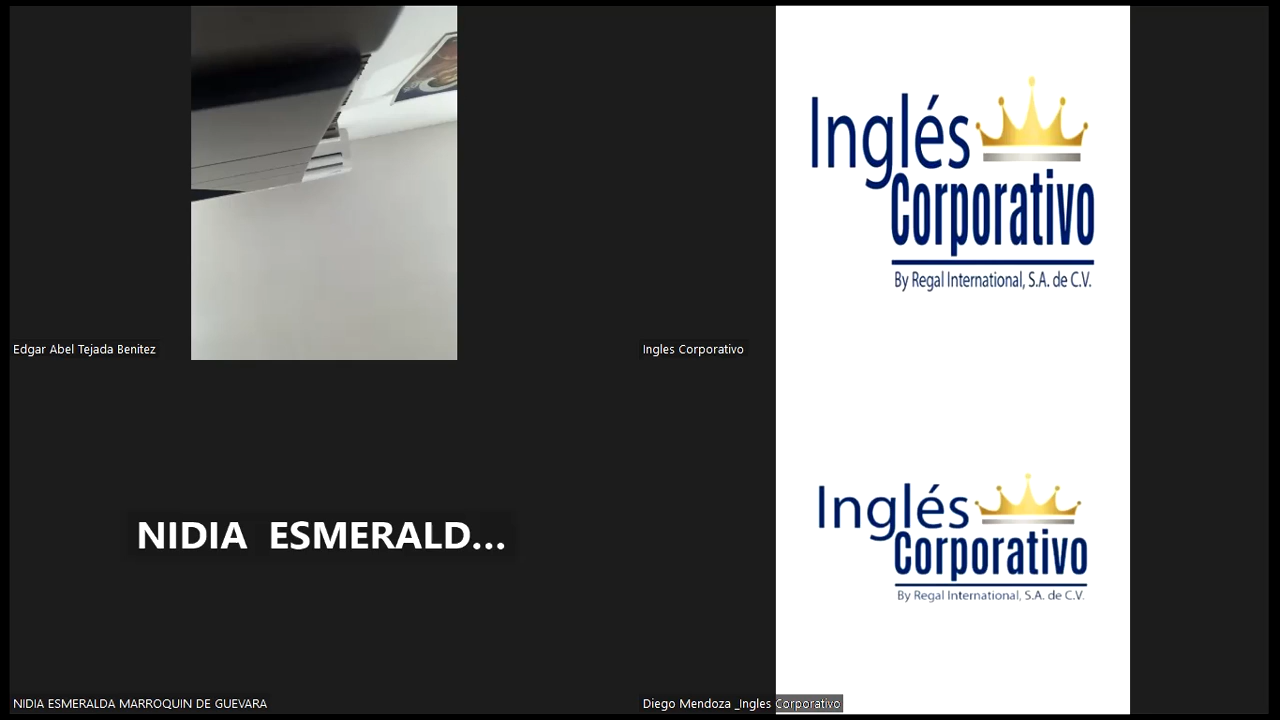 Inglés
Corporativo
By Regal International, S.A. de C.V.
Edgar Abel Tejada Benitez
Ingles Corporativo
NIDIA ESMERALD...
Inglés
Corporativo
By Regal International, S.A. de C.V.
NIDIA ESMERALDA MARROQUIN DE GUEVARA
Diego Mendoza _Ingles Corporativo